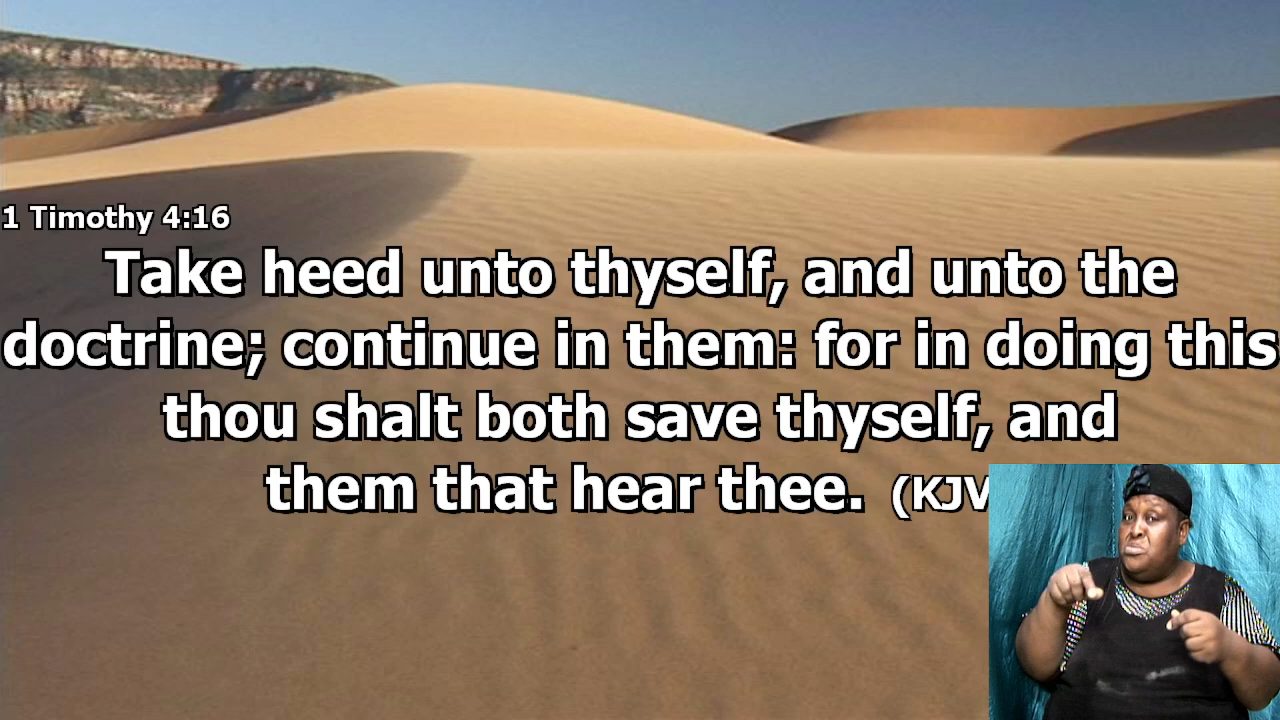 1 Timothy 4:16
Take heed unto thyself, and unto the
doctrine; continue in them: for in doing this
thou shalt both save thyself, and
them that hear thee. (KJV